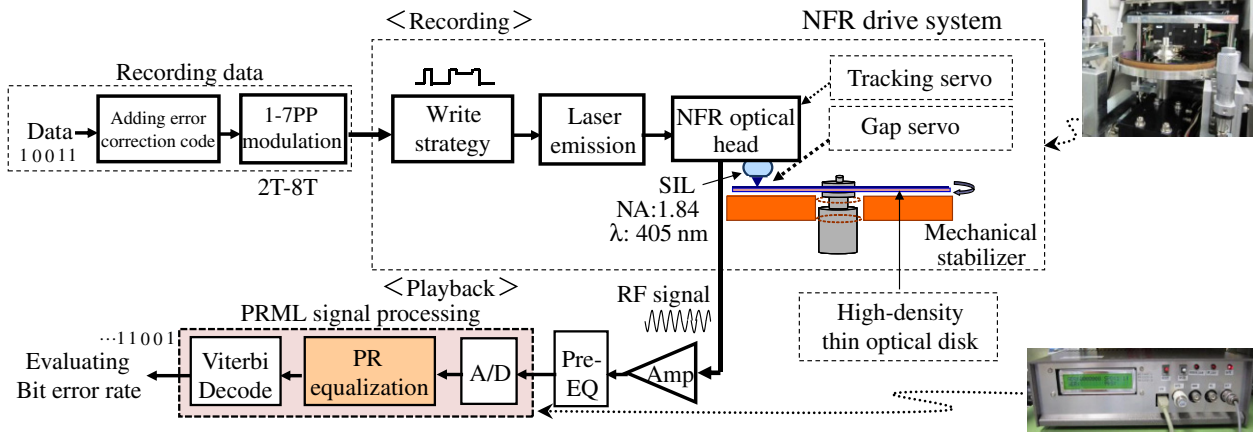 <Recording>
NFR drive system
Recording data
Data
1 0 0 1 1
Adding error
correction code
1-7PP
modulation
2T-8T
Write
strategy
Laser
emission
NFR optical
head
Tracking servo
Gap servo
SIL
NA:1.84
λ: 405 nm
Mechanical
stabilizer
High-density
thin optical disk
<Playback>
PRML signal processing
RF signal
Amp
Pre-
EQ
A/D
PR
equalization
Viterbi
Decode
…1 1 0 0 1
Evaluating
Bit error rate